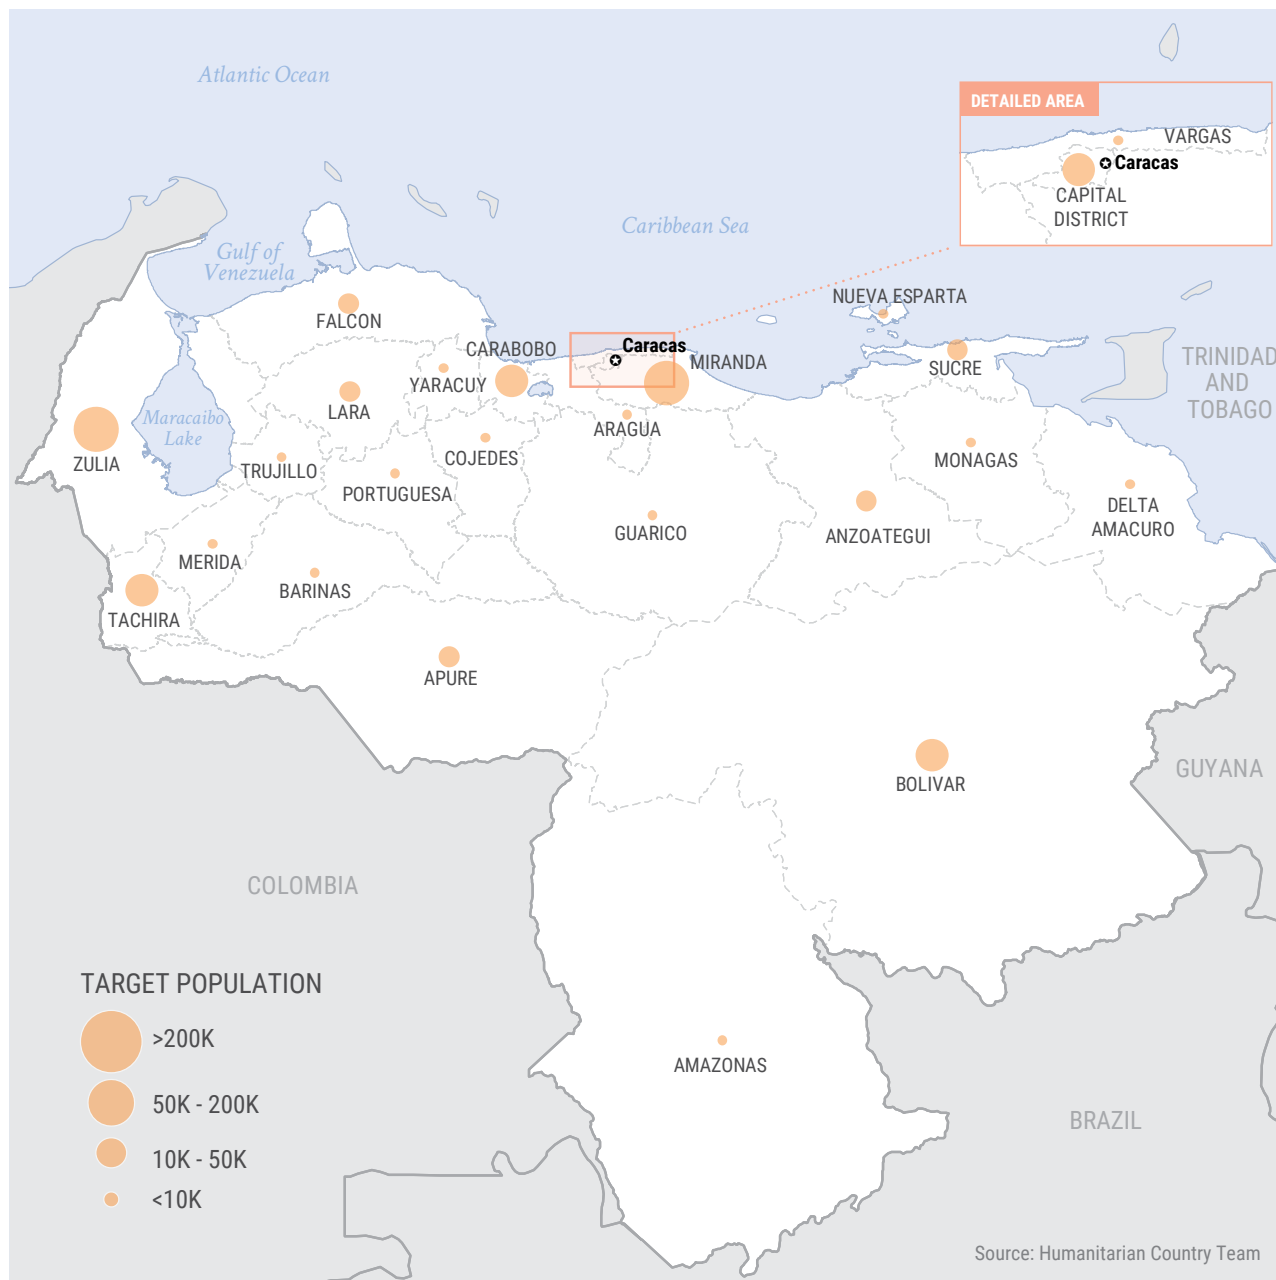 Atlantic Ocean
DETAILED AREA
VARGAS
Caracas
CAPITAL
DISTRICT
Caribbean Sea
Gulf of
Venezuela
NUEVA ESPARTA
FALCON
CARABOBO
Caracas
MIRANDA
SUCRE
TRINIDAD
AND
TOBAGO
YARACUY
LARA
Maracaibo
Lake
ARAGUA
ZULIA
TRUJILLO
COJEDES
MONAGAS
PORTUGUESA
DELTA
AMACURO
GUARICO
ANZOATEGUI
MERIDA
BARINAS
TACHIRA
APURE
BOLIVAR
GUYANA
COLOMBIA
TARGET POPULATION
>200K
50K - 200K
10K - 50K
<10K
AMAZONAS
BRAZIL
Source: Humanitarian Country Team